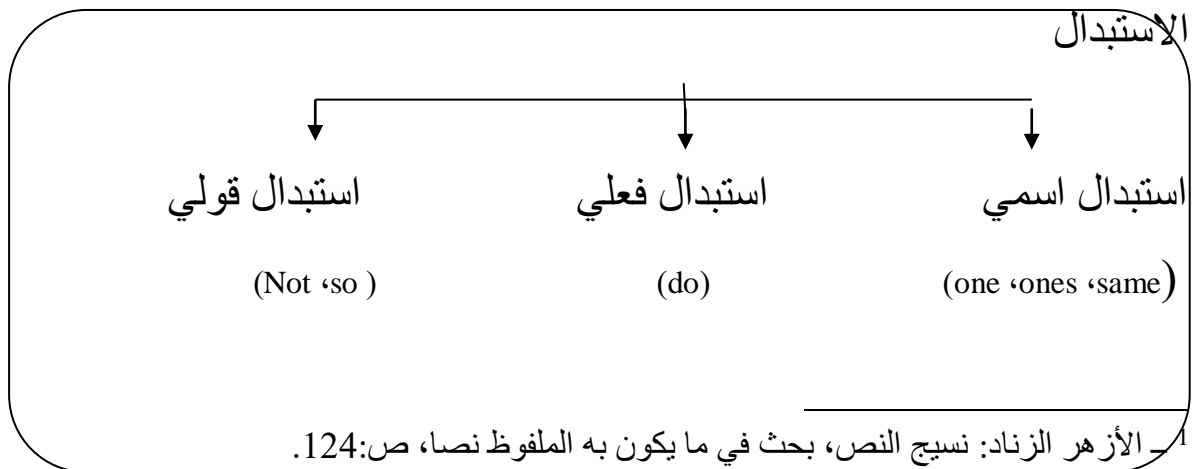 الاستبدال
استبدال اسمي استبدال فعلي استبدال قولي
(one ،ones ،same) (do) (Not ،so )
1 ـ الأزهر الزناد: نسيج النص، بحث في ما يكون به الملفوظ نصا، ص:124.